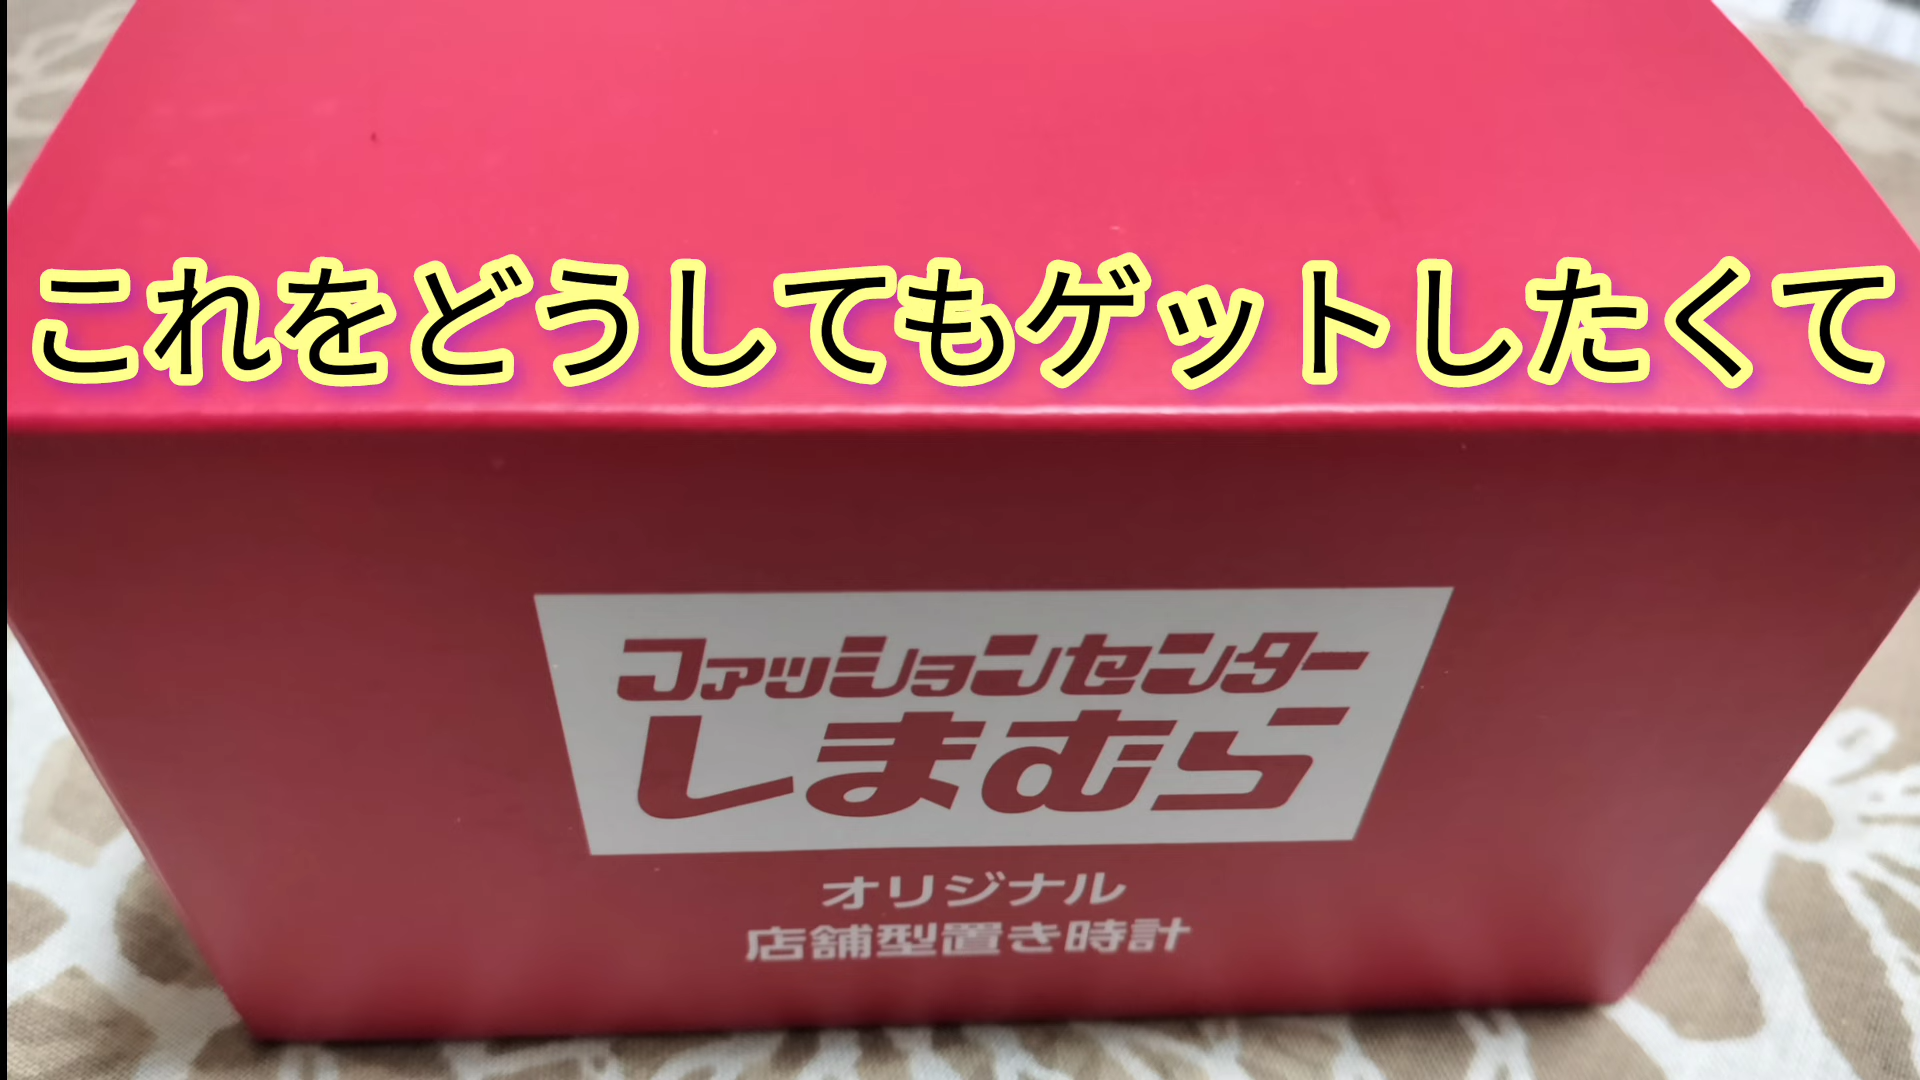 これをどうしてもゲットしたくて
ファッションセンター
しまむら
オリジナル
店舗型置き時計